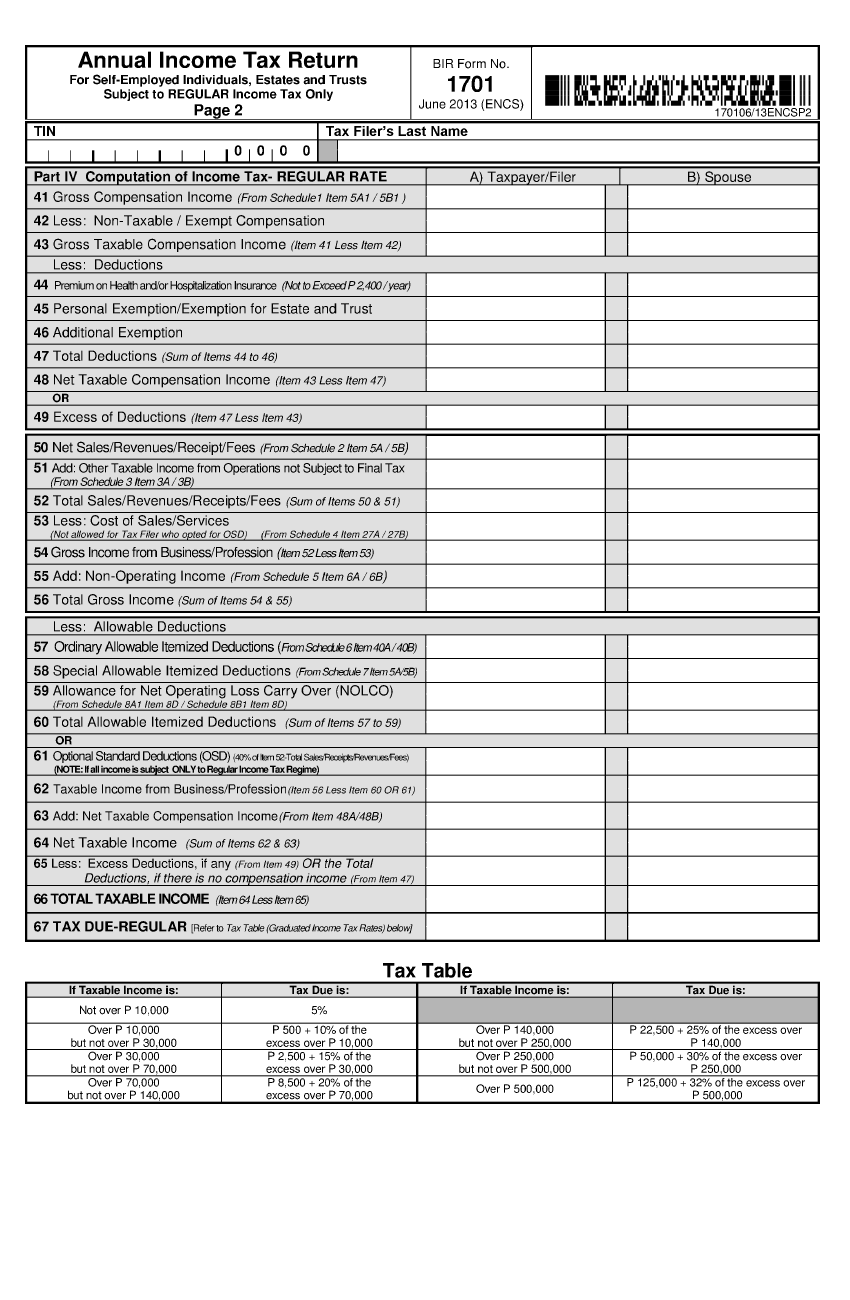 Annual Income Tax Return
For Self-Employed Individuals, Estates and Trusts
Subject to REGULAR Income Tax Only
Page 2
BIR Form No.
1701
June 2013 (ENCS)
170106/13ENCSP2
TIN
Tax Filer's Last Name
0 0 0 0
Part IV Computation of Income Tax- REGULAR RATE
A) Taxpayer/Filer
B) Spouse
41 Gross Compensation Income (From Schedule1 Item 5A1 / 5B1 )
42 Less: Non-Taxable / Exempt Compensation
43 Gross Taxable Compensation Income (Item 41 Less Item 42)
Less: Deductions
44 Premium on Health and/or Hospitalization Insurance (Not to Exceed P 2,400 / year)
45 Personal Exemption/Exemption for Estate and Trust
46 Additional Exemption
47 Total Deductions (Sum of Items 44 to 46)
48 Net Taxable Compensation Income (Item 43 Less Item 47)
OR
49 Excess of Deductions (Item 47 Less Item 43)
50 Net Sales/Revenues/Receipt/Fees (From Schedule 2 Item 5A / 5B)
51 Add: Other Taxable Income from Operations not Subject to Final Tax
(From Schedule 3 Item 3A / 3B)
52 Total Sales/Revenues/Receipts/Fees (Sum of Items 50 & 51)
53 Less: Cost of Sales/Services
(Not allowed for Tax Filer who opted for OSD) (From Schedule 4 Item 27A / 27B)
54 Gross Income from Business/Profession (Item 52 Less Item 53)
55 Add: Non-Operating Income (From Schedule 5 Item 6A / 6B)
56 Total Gross Income (Sum of Items 54 & 55)
Less: Allowable Deductions
57 Ordinary Allowable Itemized Deductions (From Schedule 6 Item 40A / 40B)
58 Special Allowable Itemized Deductions (From Schedule 7 Item 5A/5B)
59 Allowance for Net Operating Loss Carry Over (NOLCO)
(From Schedule 8A1 Item 8D / Schedule 8B1 Item 8D)
60 Total Allowable Itemized Deductions (Sum of Items 57 to 59)
OR
61 Optional Standard Deductions (OSD) (40% of Item 52-Total Sales/Receipts/Revenues/Fees)
(NOTE: If all income is subject ONLY to Regular Income Tax Regime)
62 Taxable Income from Business/Profession(Item 56 Less Item 60 OR 61)
63 Add: Net Taxable Compensation Income(From Item 48A/48B)
64 Net Taxable Income (Sum of Items 62 & 63)
65 Less: Excess Deductions, if any (From Item 49) OR the Total
Deductions, if there is no compensation income (From Item 47)
66 TOTAL TAXABLE INCOME (Item 64 Less Item 65)
67 TAX DUE-REGULAR [Refer to Tax Table (Graduated Income Tax Rates) below]
Tax Table
If Taxable Income is:
Tax Due is:
If Taxable Income is:
Tax Due is:
Not over P 10,000
5%
Over P 10,000
but not over P 30,000
P 500 + 10% of the
excess over P 10,000
Over P 140,000
but not over P 250,000
P 22,500 + 25% of the excess over
P 140,000
Over P 30,000
but not over P 70,000
P 2,500 + 15% of the
excess over P 30,000
Over P 250,000
but not over P 500,000
P 50,000 + 30% of the excess over
P 250,000
Over P 70,000
but not over P 140,000
P 8,500 + 20% of the
excess over P 70,000
Over P 500,000
P 125,000 + 32% of the excess over
P 500,000